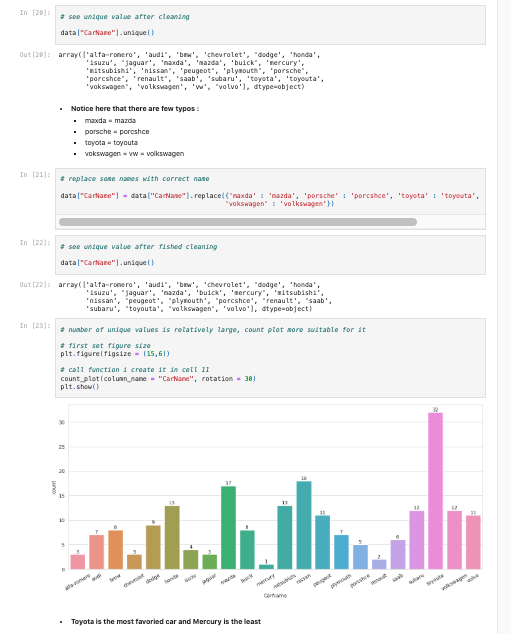 In [20]:
# see unique value after cleaning
data["CarName"].unique()
Out[20]:
array(['alfa-romero', 'audi', 'bmw', 'chevrolet', 'dodge', 'honda',
'isuzu', 'jaguar', 'maxda', 'mazda', 'buick', 'mercury',
'mitsubishi', 'nissan', 'peugeot', 'plymouth', 'porsche',
'porcshce', 'renault', 'saab', 'subaru', 'toyota', 'toyouta',
'vokswagen', 'volkswagen', 'vw', 'volvo'], dtype=object)
• Notice here that there are few typos :
▪ maxda = mazda
▪ porsche = porcshce
▪ toyota = toyouta
▪ vokswagen = vw = volkswagen
In [21]:
# replace some names with correct name
data["CarName"] = data["CarName"].replace({'maxda' : 'mazda', 'porsche' : 'porcshce', 'toyota' : 'toyouta',
'vokswagen' : 'volkswagen'})
In [22]:
# see unique value after fished cleaning
data["CarName"].unique()
Out[22]:
array(['alfa-romero', 'audi', 'bmw', 'chevrolet', 'dodge', 'honda',
'isuzu', 'jaguar', 'mazda', 'buick', 'mercury', 'mitsubishi',
'nissan', 'peugeot', 'plymouth', 'porcshce', 'renault', 'saab',
'subaru', 'toyouta', 'volkswagen', 'volvo'], dtype=object)
In [23]:
# number of unique values is relatively large, count plot more suitable for it
# first set figure size
plt.figure(figsize = (15,6))
# call function i create it in cell 11
count_plot(column_name = "CarName", rotation = 30)
plt.show()
count
30
25
20
15
10
5
0
3 7 8 3 9 13 4 3 17 8 1 13 18 11 7 5 2 6 12 32 12 11
alfa-romero audi bmw chevrolet dodge honda isuzu jaguar mazda buick mercury mitsubishi nissan peugeot plymouth porcshce renault saab subaru toyouta volkswagen volvo
CarName
• Toyota is the most favoried car and Mercury is the least